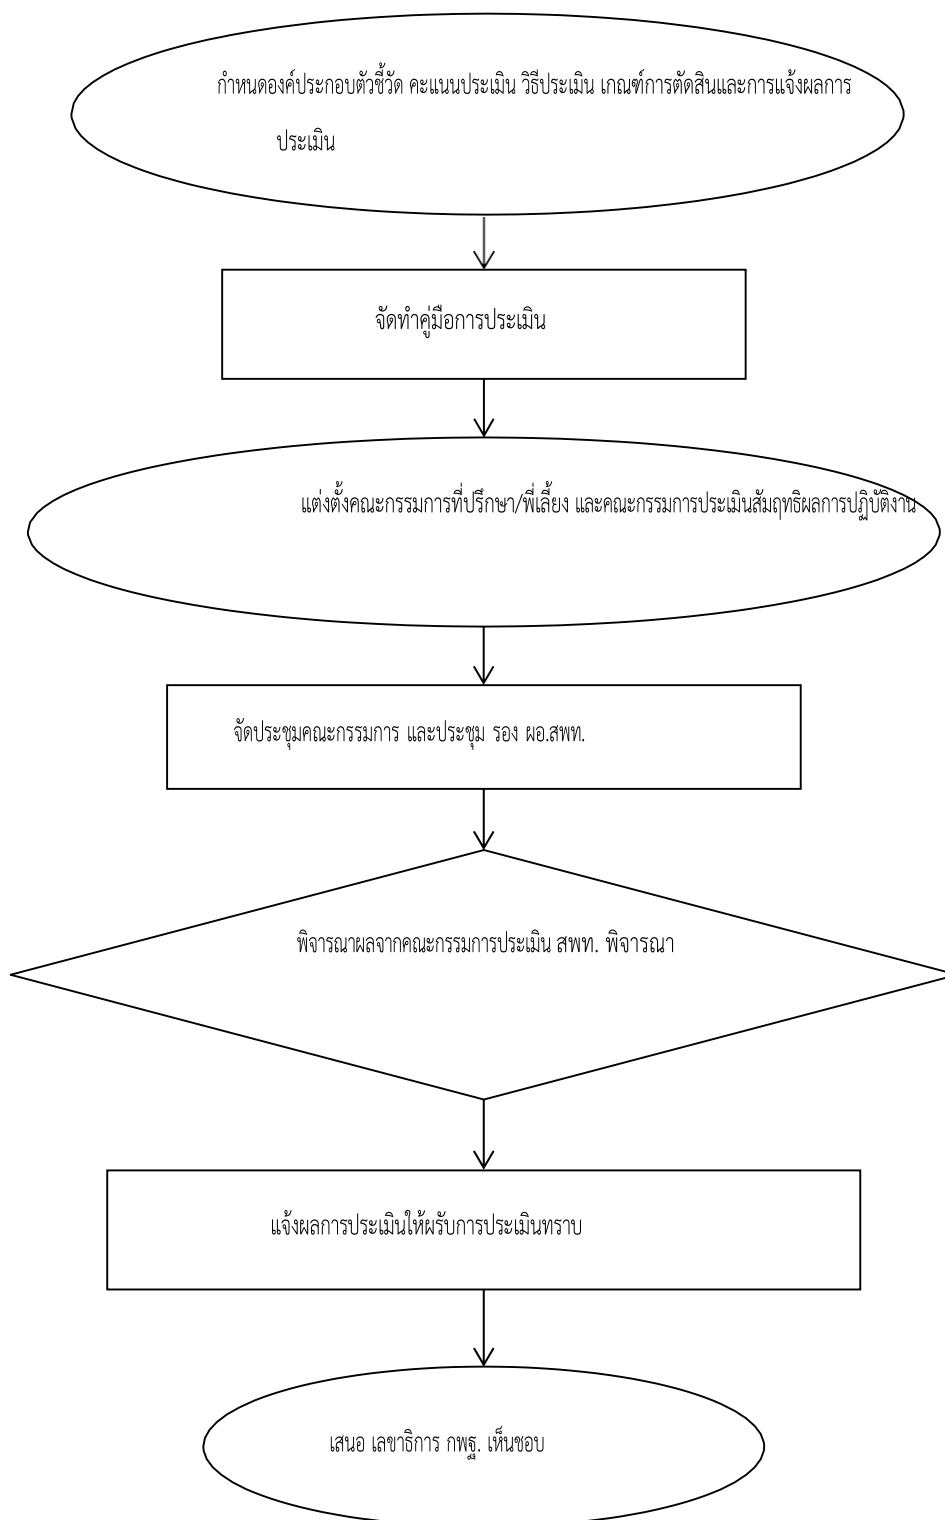 กำหนดองค์ประกอบตัวชี้วัด คะแนนประเมิน วิธีประเมิน เกณฑ์การตัดสินและการแจ้งผลการ
ประเมิน
จัดทำคู่มือการประเมิน
แต่งตั้งคณะกรรมการที่ปรึกษา/พี่เลี้ยง และคณะกรรมการประเมินสัมฤทธิผลการปฏิบัติงาน
จัดประชุมคณะกรรมการ และประชุม รอง ผอ.สพท.
พิจารณาผลจากคณะกรรมการประเมิน สพท. พิจารณา
แจ้งผลการประเมินให้ผรับการประเมินทราบ
เสนอ เลขาธิการ กพฐ. เห็นชอบ